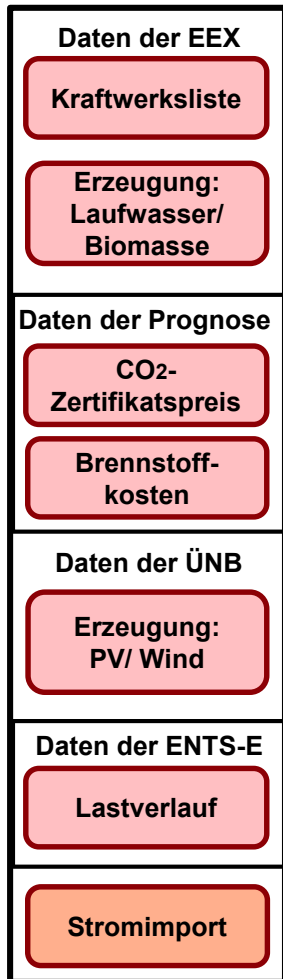 Daten der EEX
Kraftwerksliste
Erzeugung:
Laufwasser/
Biomasse
Daten der Prognose
CO2-
Zertifikatspreis
Brennstoff-
kosten
Daten der ÜNB
Erzeugung:
PV/ Wind
Daten der ENTS-E
Lastverlauf
Stromimport